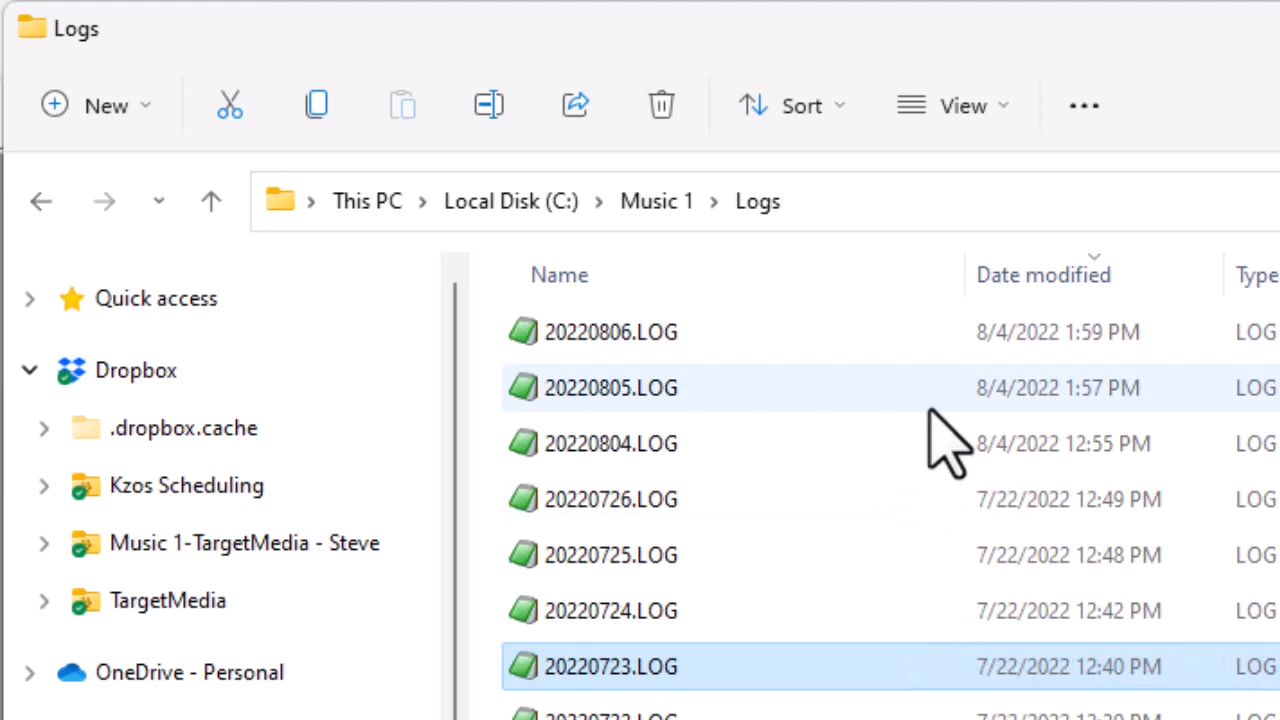 Logs
New
Sort
View
This PC
Local Disk (C:)
Music 1
Logs
Quick access
Dropbox
.dropbox.cache
Kzos Scheduling
Music 1-TargetMedia - Steve
TargetMedia
OneDrive - Personal
Name Date modified Type
20220806.LOG 8/4/2022 1:59 PM LOG
20220805.LOG 8/4/2022 1:57 PM LOG
20220804.LOG 8/4/2022 12:55 PM LOG
20220726.LOG 7/22/2022 12:49 PM LOG
20220725.LOG 7/22/2022 12:48 PM LOG
20220724.LOG 7/22/2022 12:42 PM LOG
20220723.LOG 7/22/2022 12:40 PM LOG